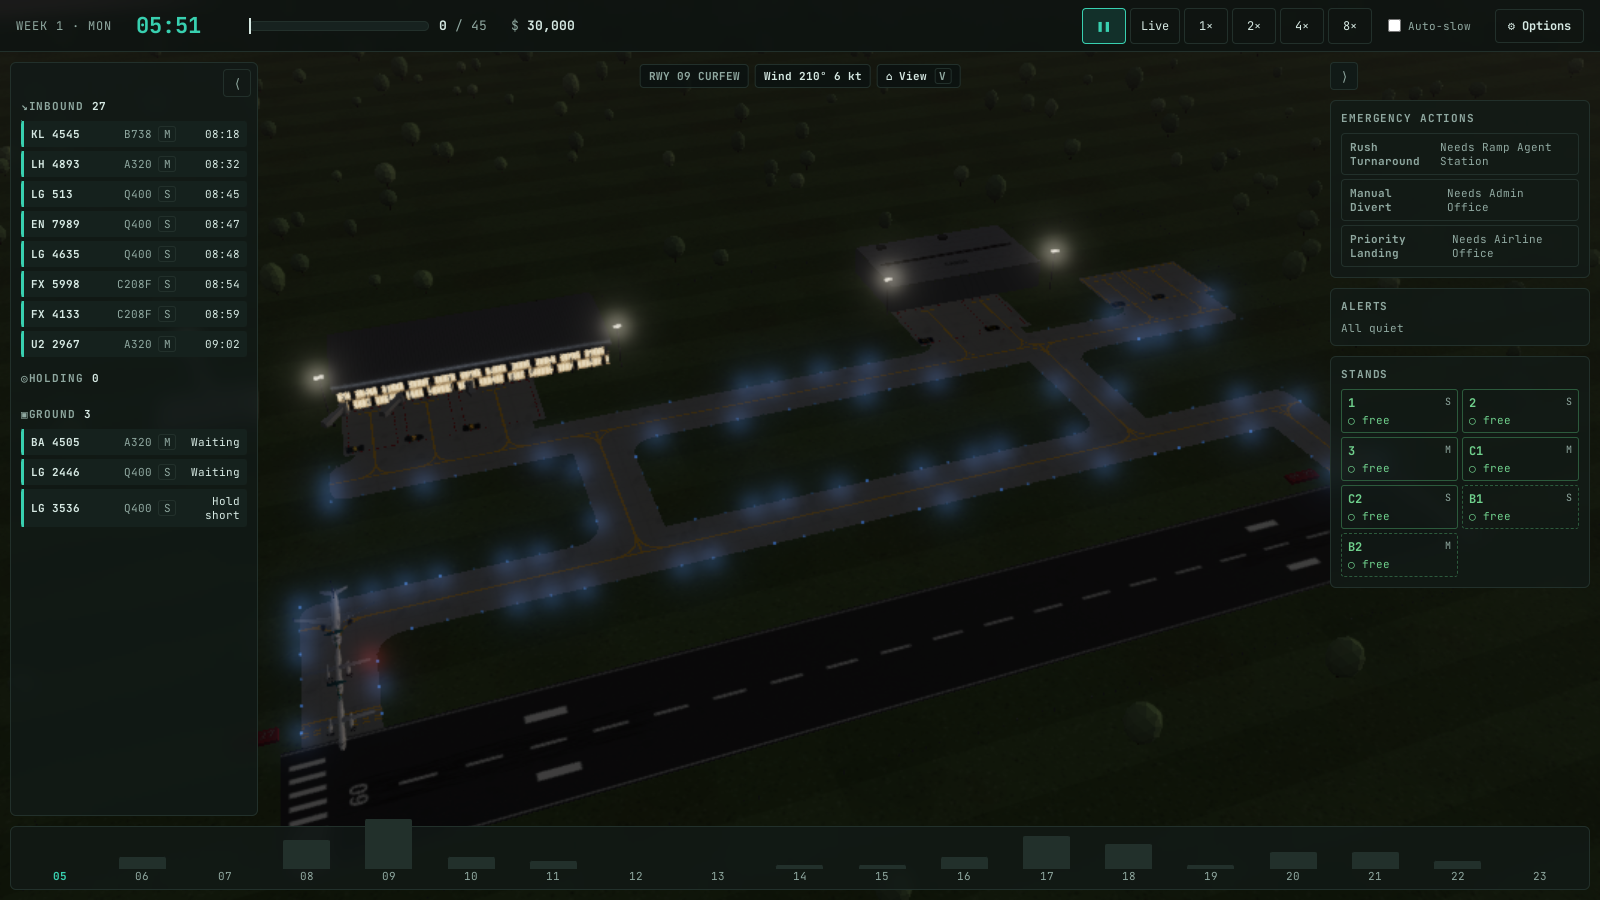 WEEK 1 · MON 05:51 0 / 45 $ 30,000 Live 1× 2× 4× 8× Auto-slow ⚙ Options
RWY 09 CURFEW Wind 210° 6 kt ⌂ View V
↘INBOUND 27
KL 4545 B738 M 08:18
LH 4893 A320 M 08:32
LG 513 Q400 S 08:45
EN 7989 Q400 S 08:47
LG 4635 Q400 S 08:48
FX 5998 C208F S 08:54
FX 4133 C208F S 08:59
U2 2967 A320 M 09:02
◎HOLDING 0
▣GROUND 3
BA 4505 A320 M Waiting
LG 2446 Q400 S Waiting
LG 3536 Q400 S Hold
short
EMERGENCY ACTIONS
Rush Needs Ramp Agent
Turnaround Station
Manual Needs Admin
Divert Office
Priority Needs Airline
Landing Office
ALERTS
All quiet
STANDS
1 S 2 S
○ free ○ free
3 M C1 M
○ free ○ free
C2 S B1 S
○ free ○ free
B2 M
○ free
09
05 06 07 08 09 10 11 12 13 14 15 16 17 18 19 20 21 22 23